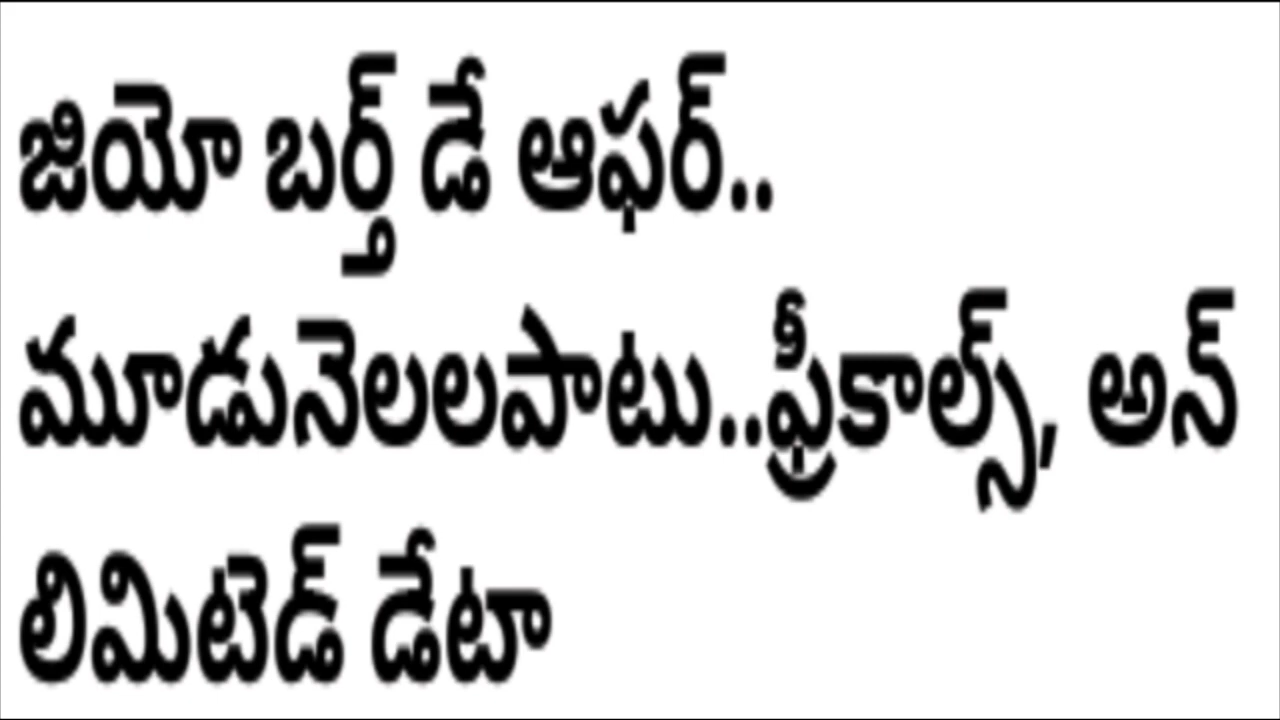 జియో బర్త్ డే ఆఫర్..
మూడునెలలపాటు..ఫ్రీకాల్స్, అన్
లిమిటెడ్ డేటా